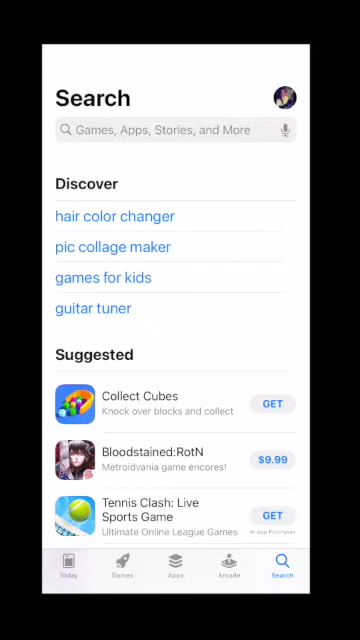 Search
Games, Apps, Stories, and More
Discover
hair color changer
pic collage maker
games for kids
guitar tuner
Suggested
Collect Cubes
Knock over blocks and collect
GET
Bloodstained:RotN
Metroidvania game encores!
$9.99
Tennis Clash: Live
Sports Game
Ultimate Online League Games
GET
In-App Purchases
Today
Games
Apps
Arcade
Search